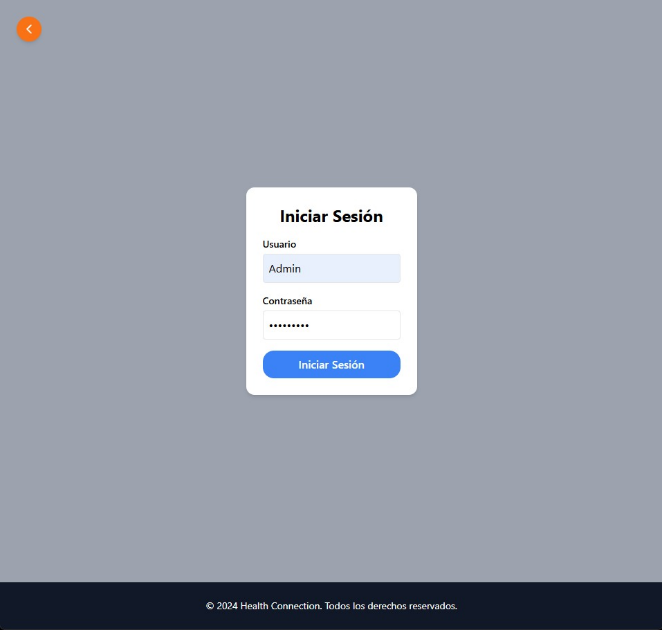 Iniciar Sesión
Usuario
Admin
Contraseña
•••••••••
Iniciar Sesión
© 2024 Health Connection. Todos los derechos reservados.